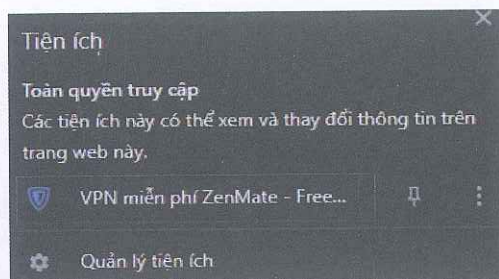 Tiện ích
Toàn quyền truy cập
Các tiện ích này có thể xem và thay đổi thông tin trên
trang web này.
VPN miễn phí ZenMate - Free...
Quản lý tiện ích